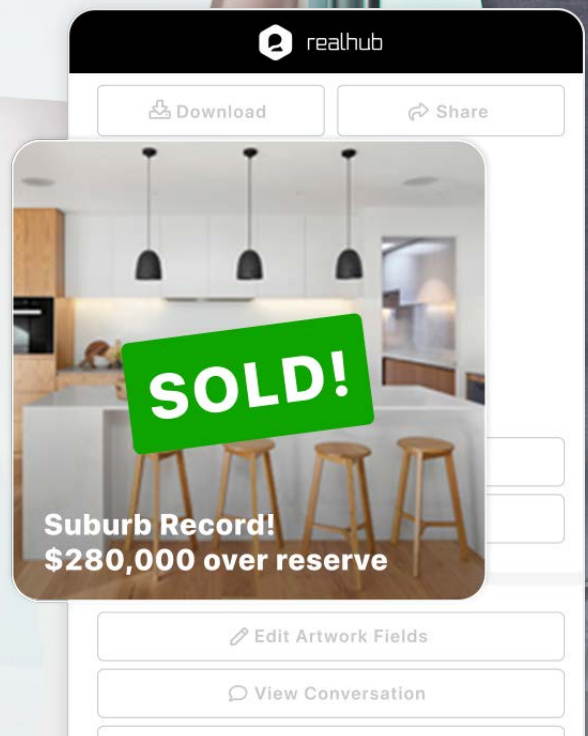 realhub
Download
Share
SOLD!
Suburb Record!
$280,000 over reserve
Edit Artwork Fields
View Conversation